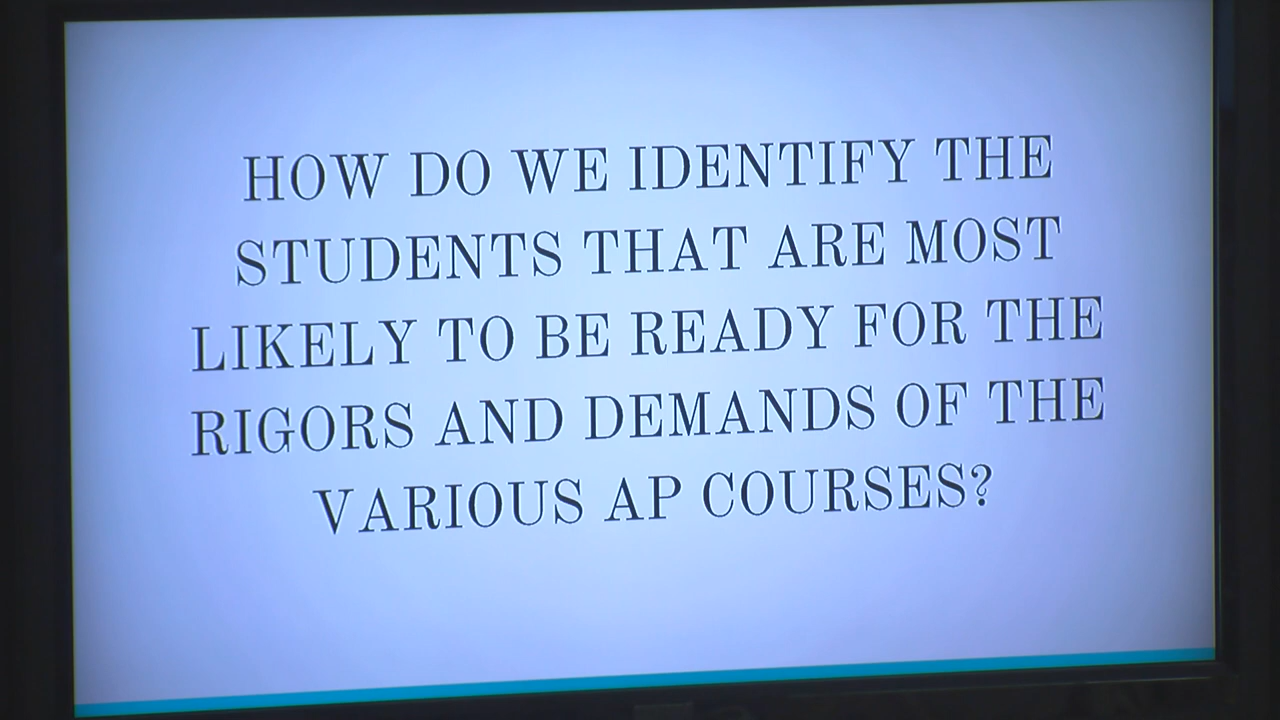 HOW DO WE IDENTIFY THE
STUDENTS THAT ARE MOST
LIKELY TO BE READY FOR THE
RIGORS AND DEMANDS OF THE
VARIOUS AP COURSES?